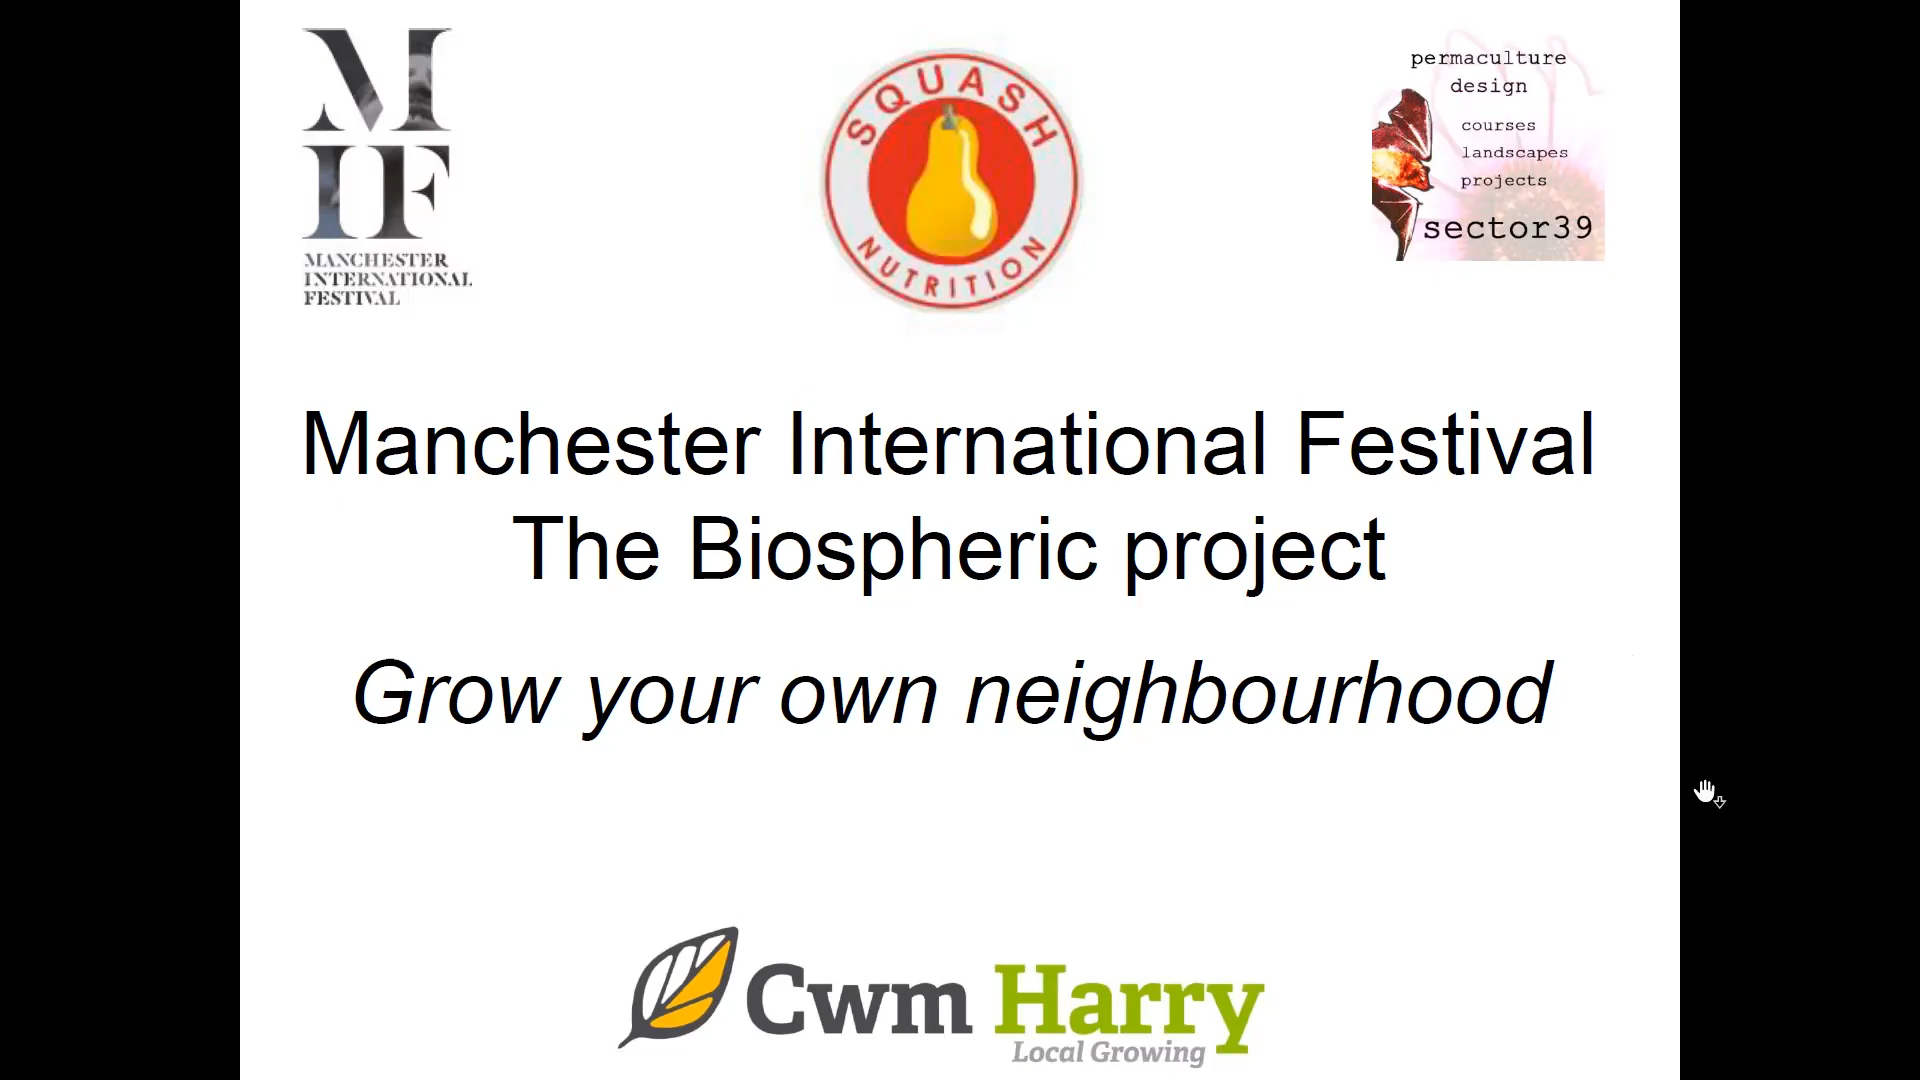 M
IF
MANCHESTER
INTERNATIONAL
FESTIVAL
SQUASH
NUTRITION
permaculture
design
courses
landscapes
projects
sector39
Manchester International Festival
The Biospheric project
Grow your own neighbourhood
Cwm Harry
Local Growing